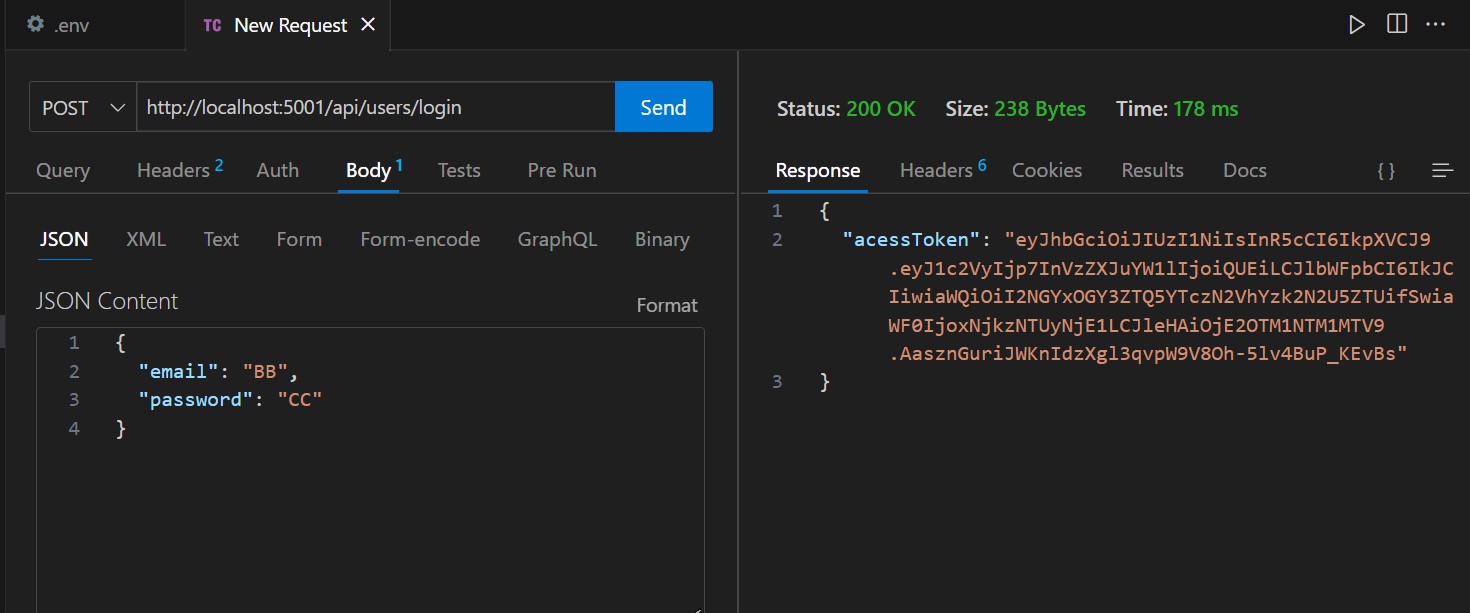 .env
TC New Request
POST http://localhost:5001/api/users/login Send
Query Headers 2 Auth Body 1 Tests Pre Run
JSON XML Text Form Form-encode GraphQL Binary
JSON Content Format
1 {
2 "email": "BB",
3 "password": "CC"
4 }
Status: 200 OK Size: 238 Bytes Time: 178 ms
Response Headers 6 Cookies Results Docs { }
1 {
2 "acessToken": "eyJhbGciOiJIUzI1NiIsInR5cCI6IkpXVCJ9
.eyJ1c2VyIjp7InVzZXJuYW1lIjoiQUEiLCJlbWFpbCI6IkJC
IiwiaWQiOiI2NGYxOGY3ZTQ5YTczN2VhYzk2N2U5ZTUifSwia
WF0IjoxNjkzNTUyNjE1LCJleHAiOjE2OTM1NTM1MTV9
.AasznGuriJWKnIdzXgl3qvpW9V8Oh-5lv4BuP_KEvBs"
3 }